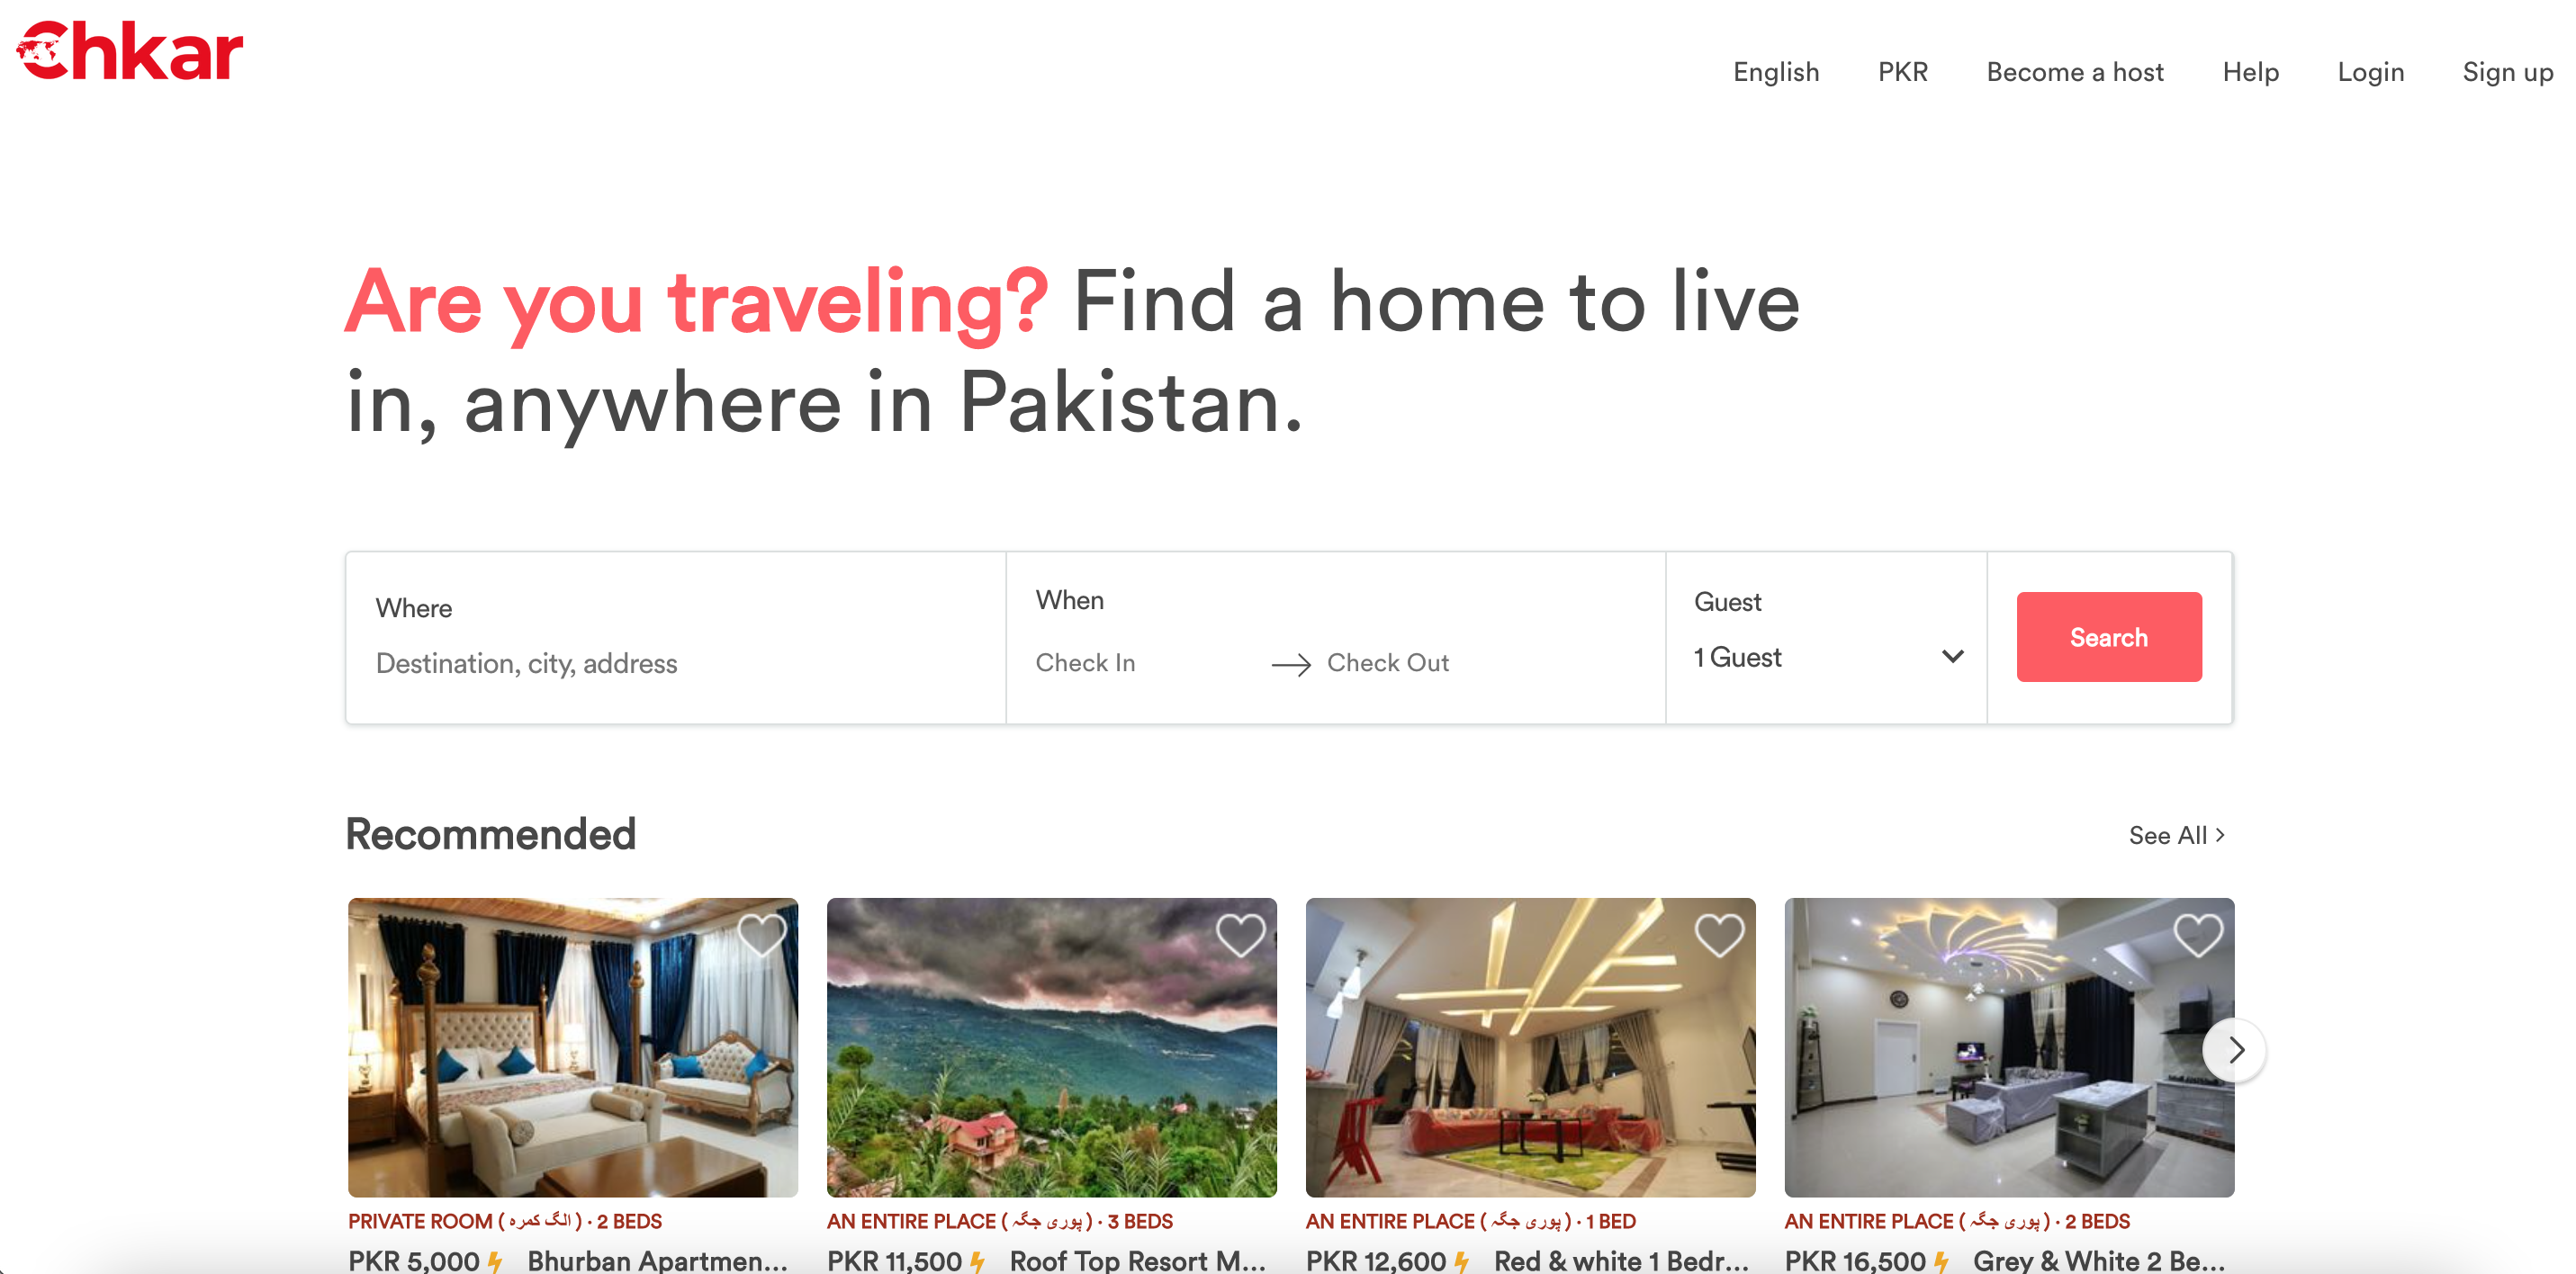 Chkar
English PKR Become a host Help Login Sign up
Are you traveling? Find a home to live
in, anywhere in Pakistan.
Where
Destination, city, address
When
Check In Check Out
Guest
1 Guest
Search
Recommended
See All >
PRIVATE ROOM ( الگ کمرہ ) · 2 BEDS
PKR 5,000 Bhurban Apartmen...
AN ENTIRE PLACE ( پوری جگہ ) · 3 BEDS
PKR 11,500 Roof Top Resort M...
AN ENTIRE PLACE ( پوری جگہ ) · 1 BED
PKR 12,600 Red & white 1 Bedr...
AN ENTIRE PLACE ( پوری جگہ ) · 2 BEDS
PKR 16,500 Grey & White 2 Be...